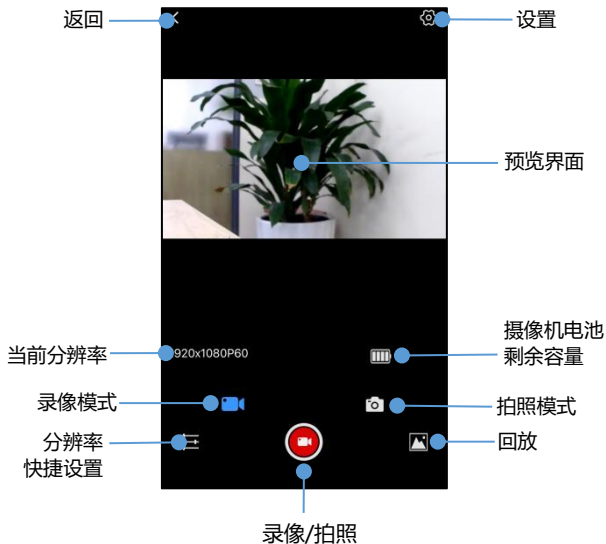 返回
设置
预览界面
当前分辨率
920x1080P60
摄像机电池
剩余容量
录像模式
拍照模式
分辨率
快捷设置
回放
录像/拍照